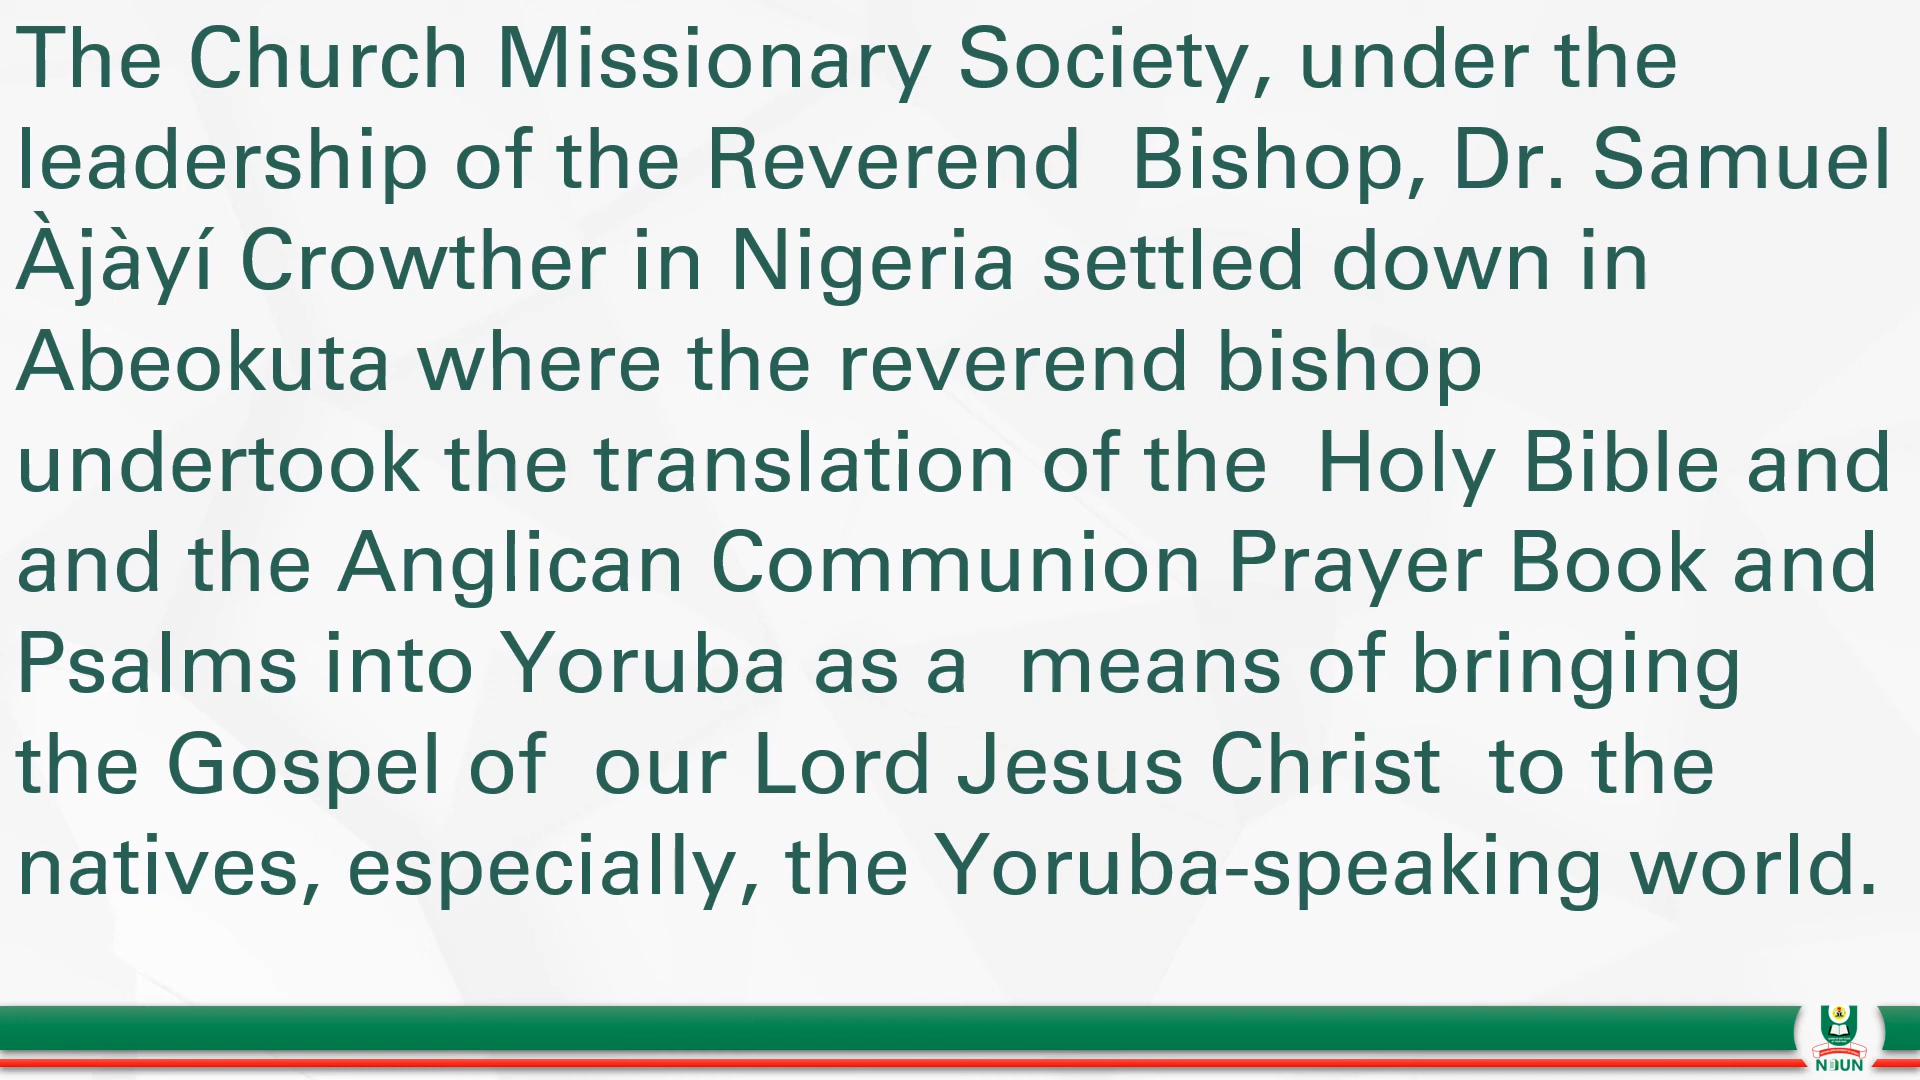 The Church Missionary Society, under the
leadership of the Reverend  Bishop, Dr. Samuel
Àjàyí Crowther in Nigeria settled down in
Abeokuta where the reverend bishop
undertook the translation of the  Holy Bible and
and the Anglican Communion Prayer Book and
Psalms into Yoruba as a  means of bringing
the Gospel of  our Lord Jesus Christ  to the
natives, especially, the Yoruba-speaking world.
NOUN